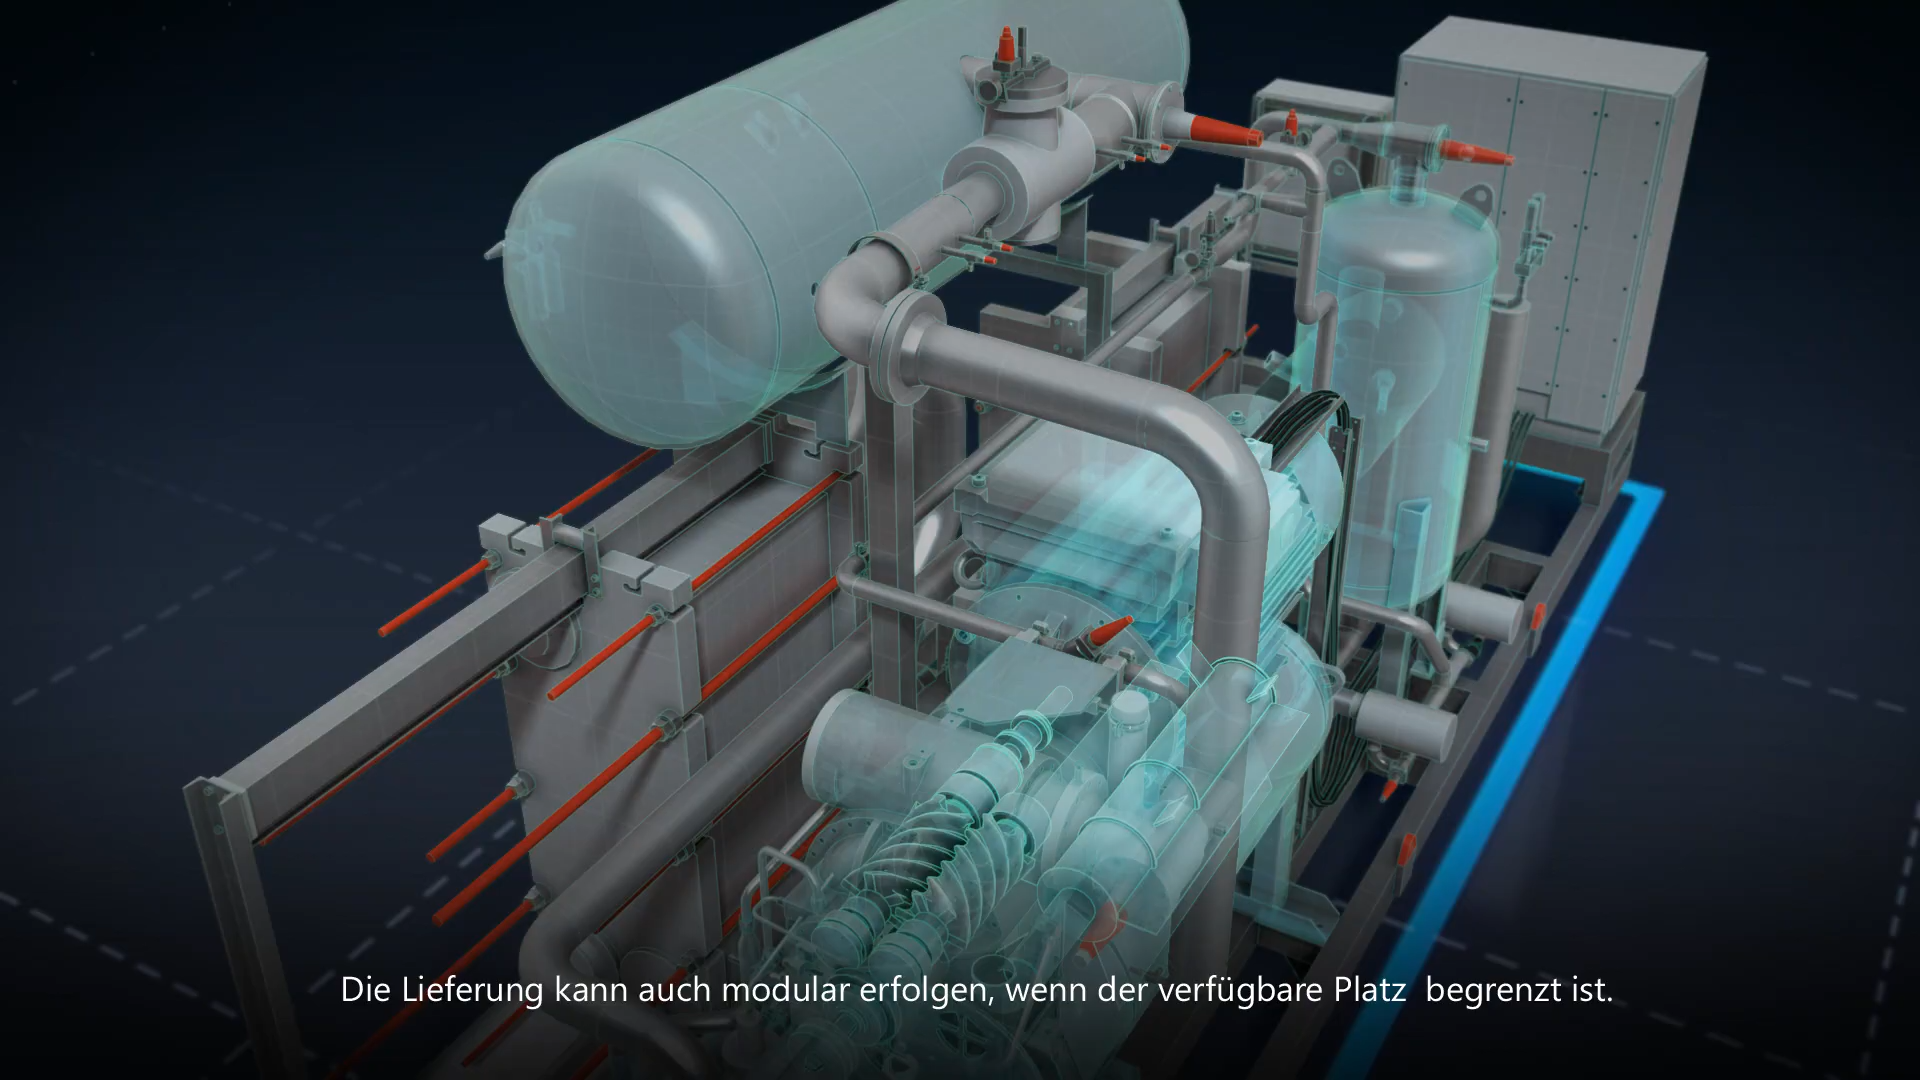 Die Lieferung kann auch modular erfolgen, wenn der verfügbare Platz  begrenzt ist.